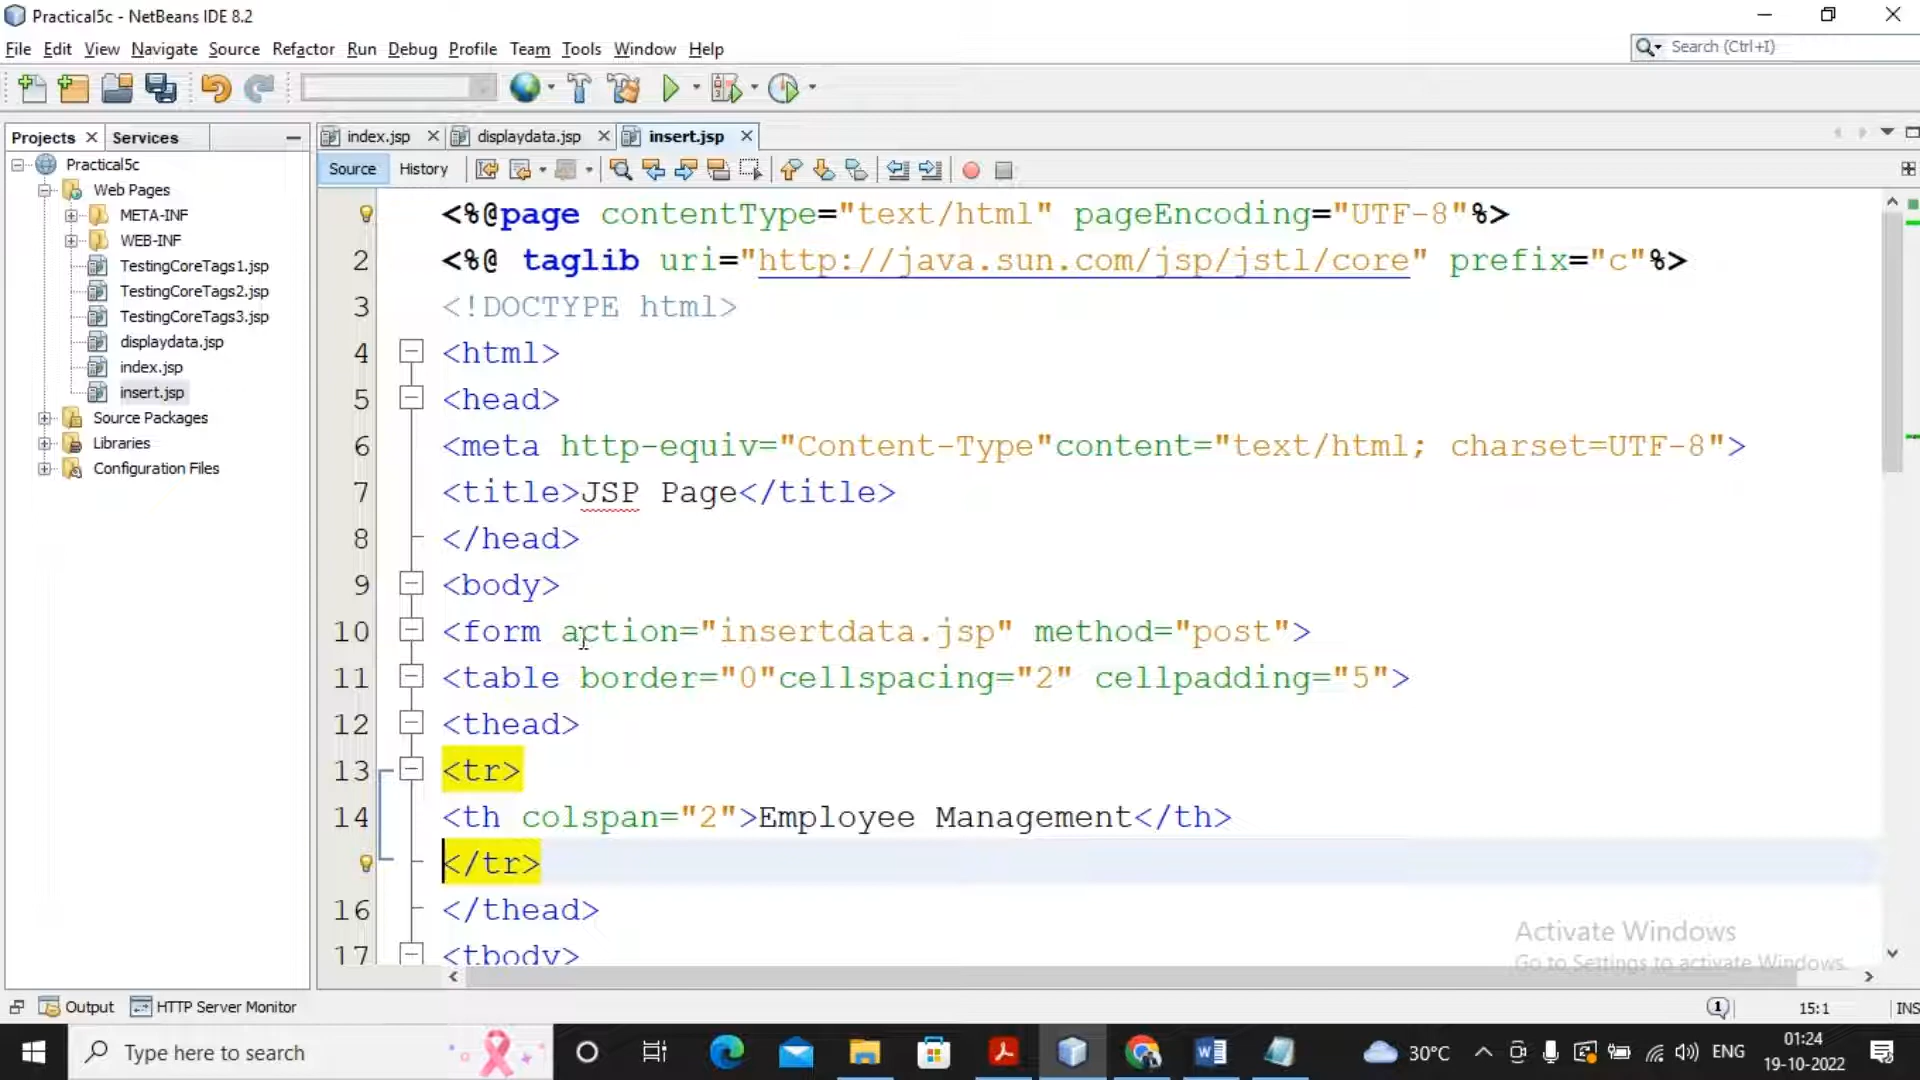 Practical5c - NetBeans IDE 8.2
File Edit View Navigate Source Refactor Run Debug Profile Team Tools Window Help
Search (Ctrl+I)
Projects Services
index.jsp displaydata.jsp insert.jsp
Source History
Practical5c
Web Pages
META-INF
WEB-INF
TestingCoreTags1.jsp
TestingCoreTags2.jsp
TestingCoreTags3.jsp
displaydata.jsp
index.jsp
insert.jsp
Source Packages
Libraries
Configuration Files
<%@page contentType="text/html" pageEncoding="UTF-8"%>
2 <%@ taglib uri="http://java.sun.com/jsp/jstl/core" prefix="c"%>
3 <!DOCTYPE html>
4 <html>
5 <head>
6 <meta http-equiv="Content-Type"content="text/html; charset=UTF-8">
7 <title>JSP Page</title>
8 </head>
9 <body>
10 <form action="insertdata.jsp" method="post">
11 <table border="0"cellspacing="2" cellpadding="5">
12 <thead>
13 <tr>
14 <th colspan="2">Employee Management</th>
</tr>
16 </thead>
17 <tbody>
Activate Windows
Go to Settings to activate Windows.
Output HTTP Server Monitor
1 15:1 INS
Type here to search
30°C ENG 01:24
19-10-2022